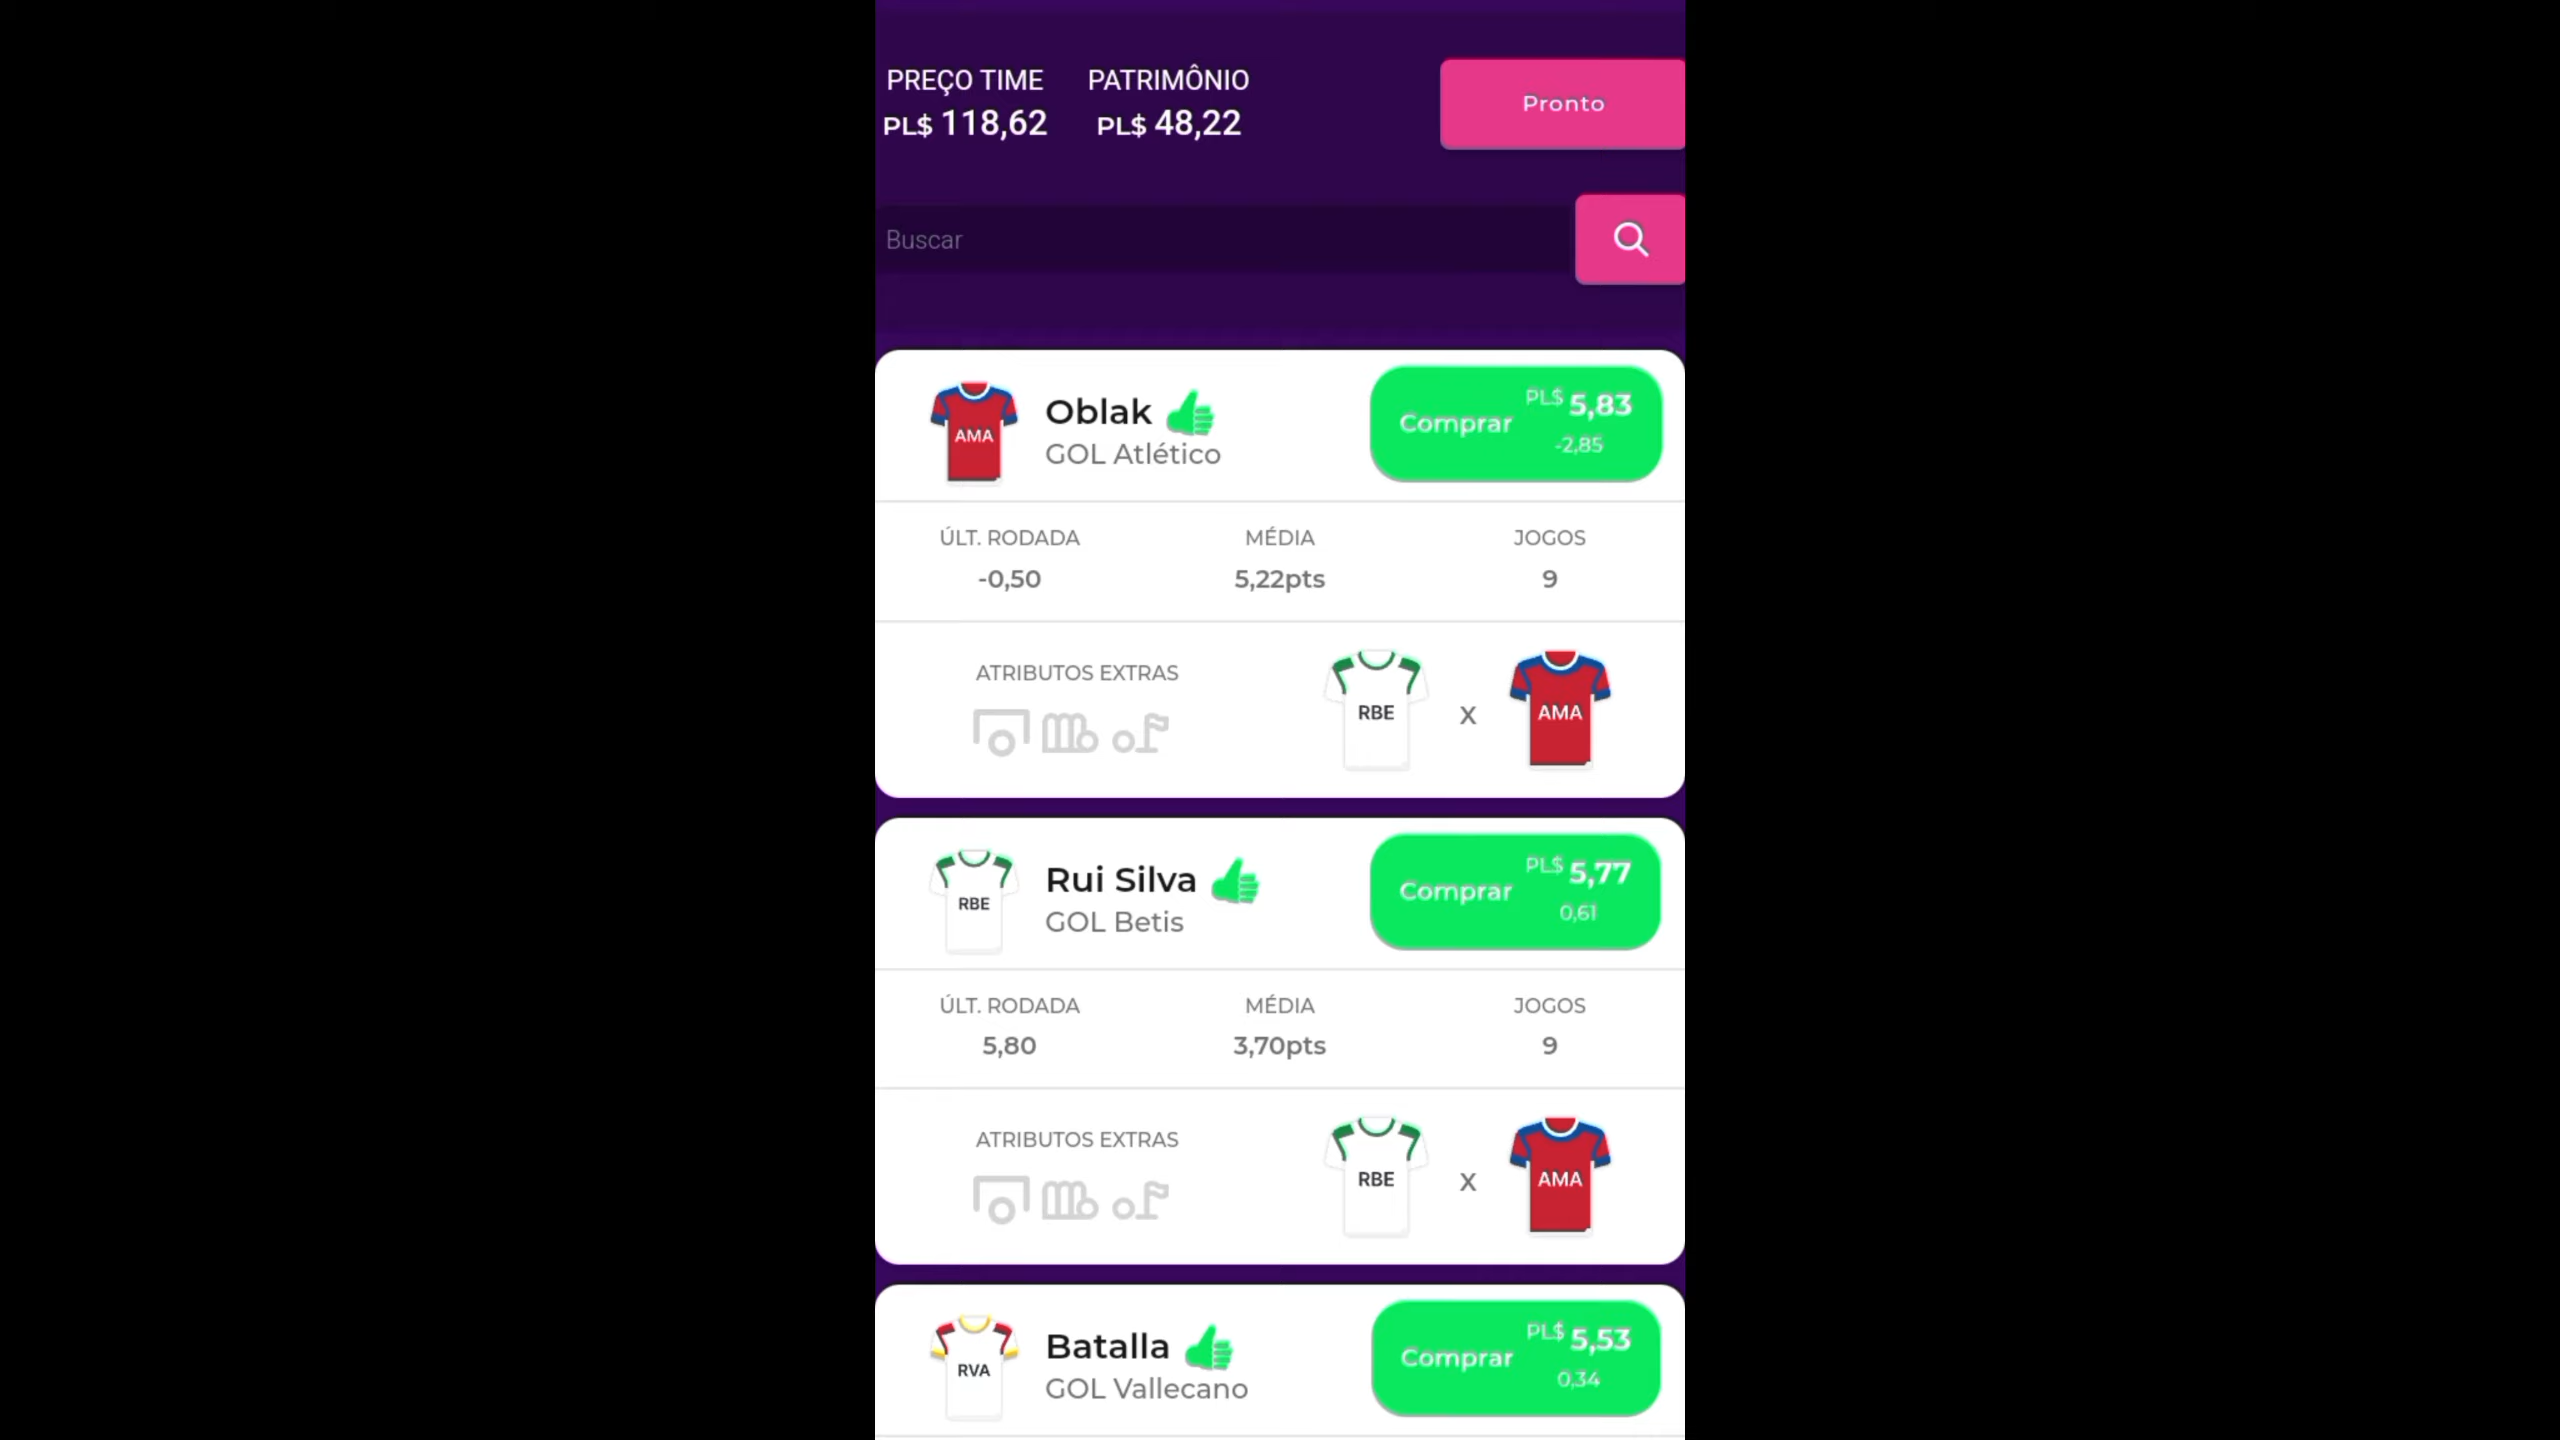 PREÇO TIME PATRIMÔNIO
PL$ 118,62 PL$ 48,22
Pronto
Buscar
AMA
Oblak
GOL Atlético
Comprar PL$ 5,83
-2,85
ÚLT. RODADA MÉDIA JOGOS
-0,50 5,22pts 9
ATRIBUTOS EXTRAS
RBE X AMA
RBE
Rui Silva
GOL Betis
Comprar PL$ 5,77
0,61
ÚLT. RODADA MÉDIA JOGOS
5,80 3,70pts 9
ATRIBUTOS EXTRAS
RBE X AMA
RVA
Batalla
GOL Vallecano
Comprar PL$ 5,53
0,34